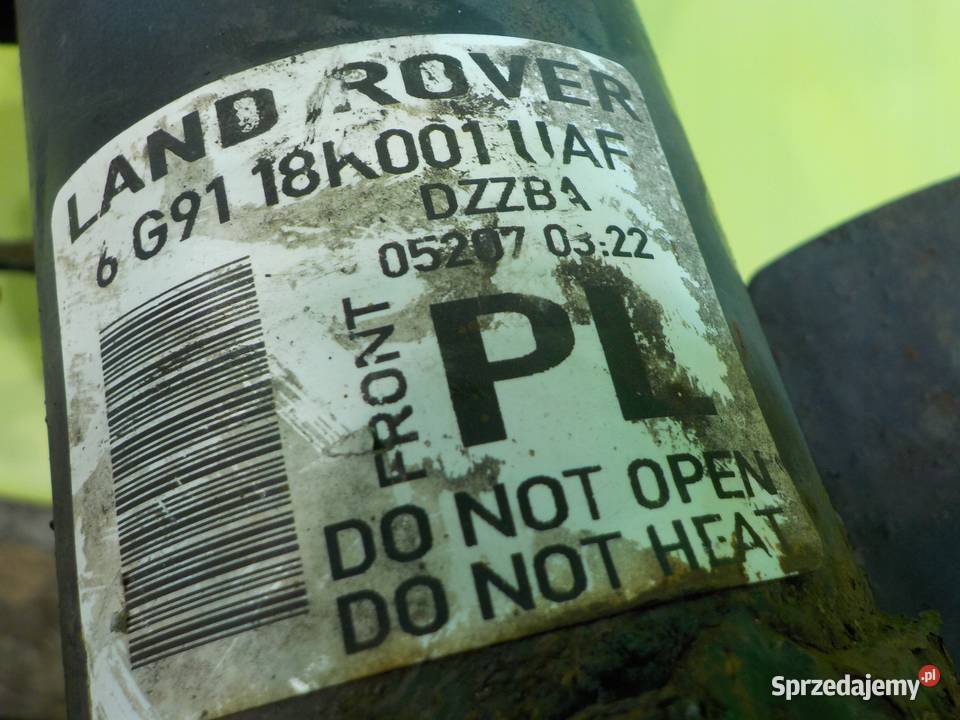 LAND ROVER
6G91 18K001 UAF
DZZBA
05207 03:22
FRONT
PL
DO NOT OPEN
DO NOT HEAT
Sprzedajemy.pl